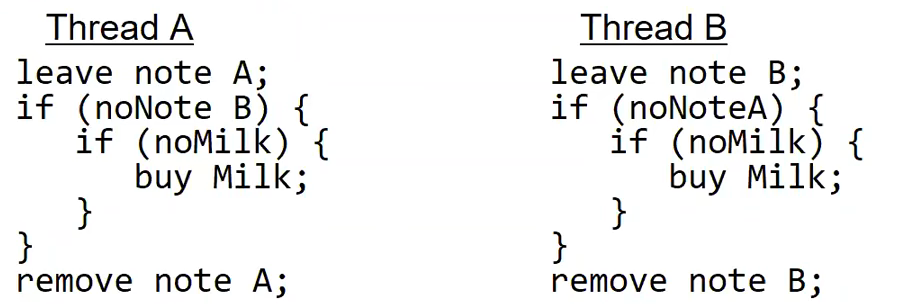 Thread A
leave note A;
if (noNote B) {
if (noMilk) {
buy Milk;
}
}
remove note A;
Thread B
leave note B;
if (noNoteA) {
if (noMilk) {
buy Milk;
}
}
remove note B;